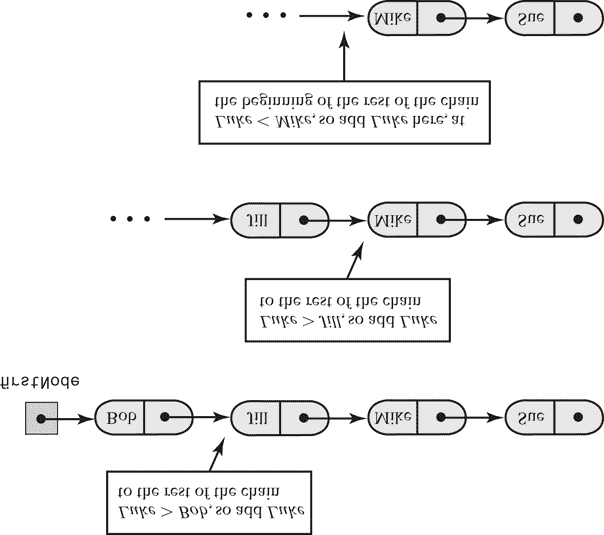 Luke > Bob, so add Luke
to the rest of the chain
Bob Jill Mike Sue
firstNode
Luke > Jill, so add Luke
to the rest of the chain
Jill Mike Sue
Luke < Mike, so add Luke here, at
the beginning of the rest of the chain
Mike Sue